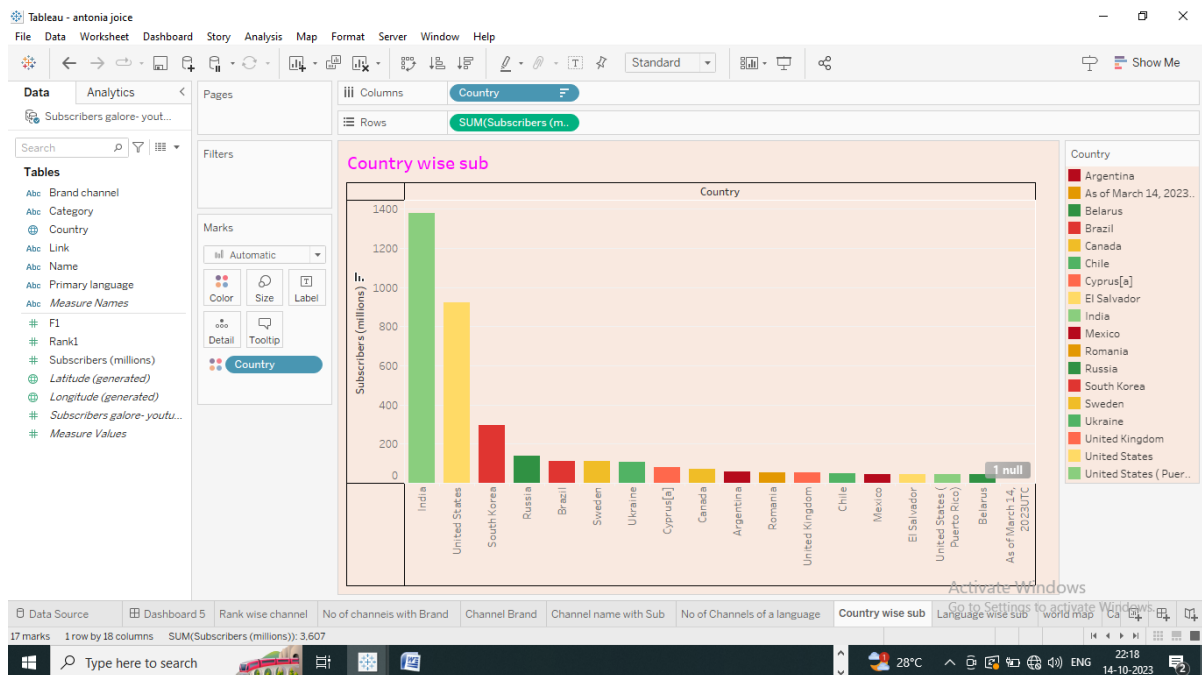 Tableau - antonia joice
File Data Worksheet Dashboard Story Analysis Map Format Server Window Help
Standard
Show Me
Data Analytics
Subscribers galore- yout...
Search
Tables
Abc Brand channel
Abc Category
Country
Abc Link
Abc Name
Abc Primary language
Abc Measure Names
# F1
# Rank1
# Subscribers (millions)
Latitude (generated)
Longitude (generated)
# Subscribers galore- youtu...
# Measure Values
Pages
Filters
Marks
Automatic
Color Size Label
Detail Tooltip
Country
Columns Country
Rows SUM(Subscribers (m..
Country wise sub
Country
Subscribers (millions)
1400
1200
1000
800
600
400
200
0
1 null
India
United States
South Korea
Russia
Brazil
Sweden
Ukraine
Cyprus[a]
Canada
Argentina
Romania
United Kingdom
Chile
Mexico
El Salvador
United States (
Puerto Rico)
Belarus
As of March 14,
2023UTC
Country
Argentina
As of March 14, 2023..
Belarus
Brazil
Canada
Chile
Cyprus[a]
El Salvador
India
Mexico
Romania
Russia
South Korea
Sweden
Ukraine
United Kingdom
United States
United States ( Puer..
Activate Windows
Go to Settings to activate Windows.
Data Source Dashboard 5 Rank wise channel No of channels with Brand Channel Brand Channel name with Sub No of Channels of a language Country wise sub Language wise sub world map Ca
17 marks 1 row by 18 columns SUM(Subscribers (millions)): 3,607
Type here to search
1
28°C
ENG
22:18
14-10-2023
2